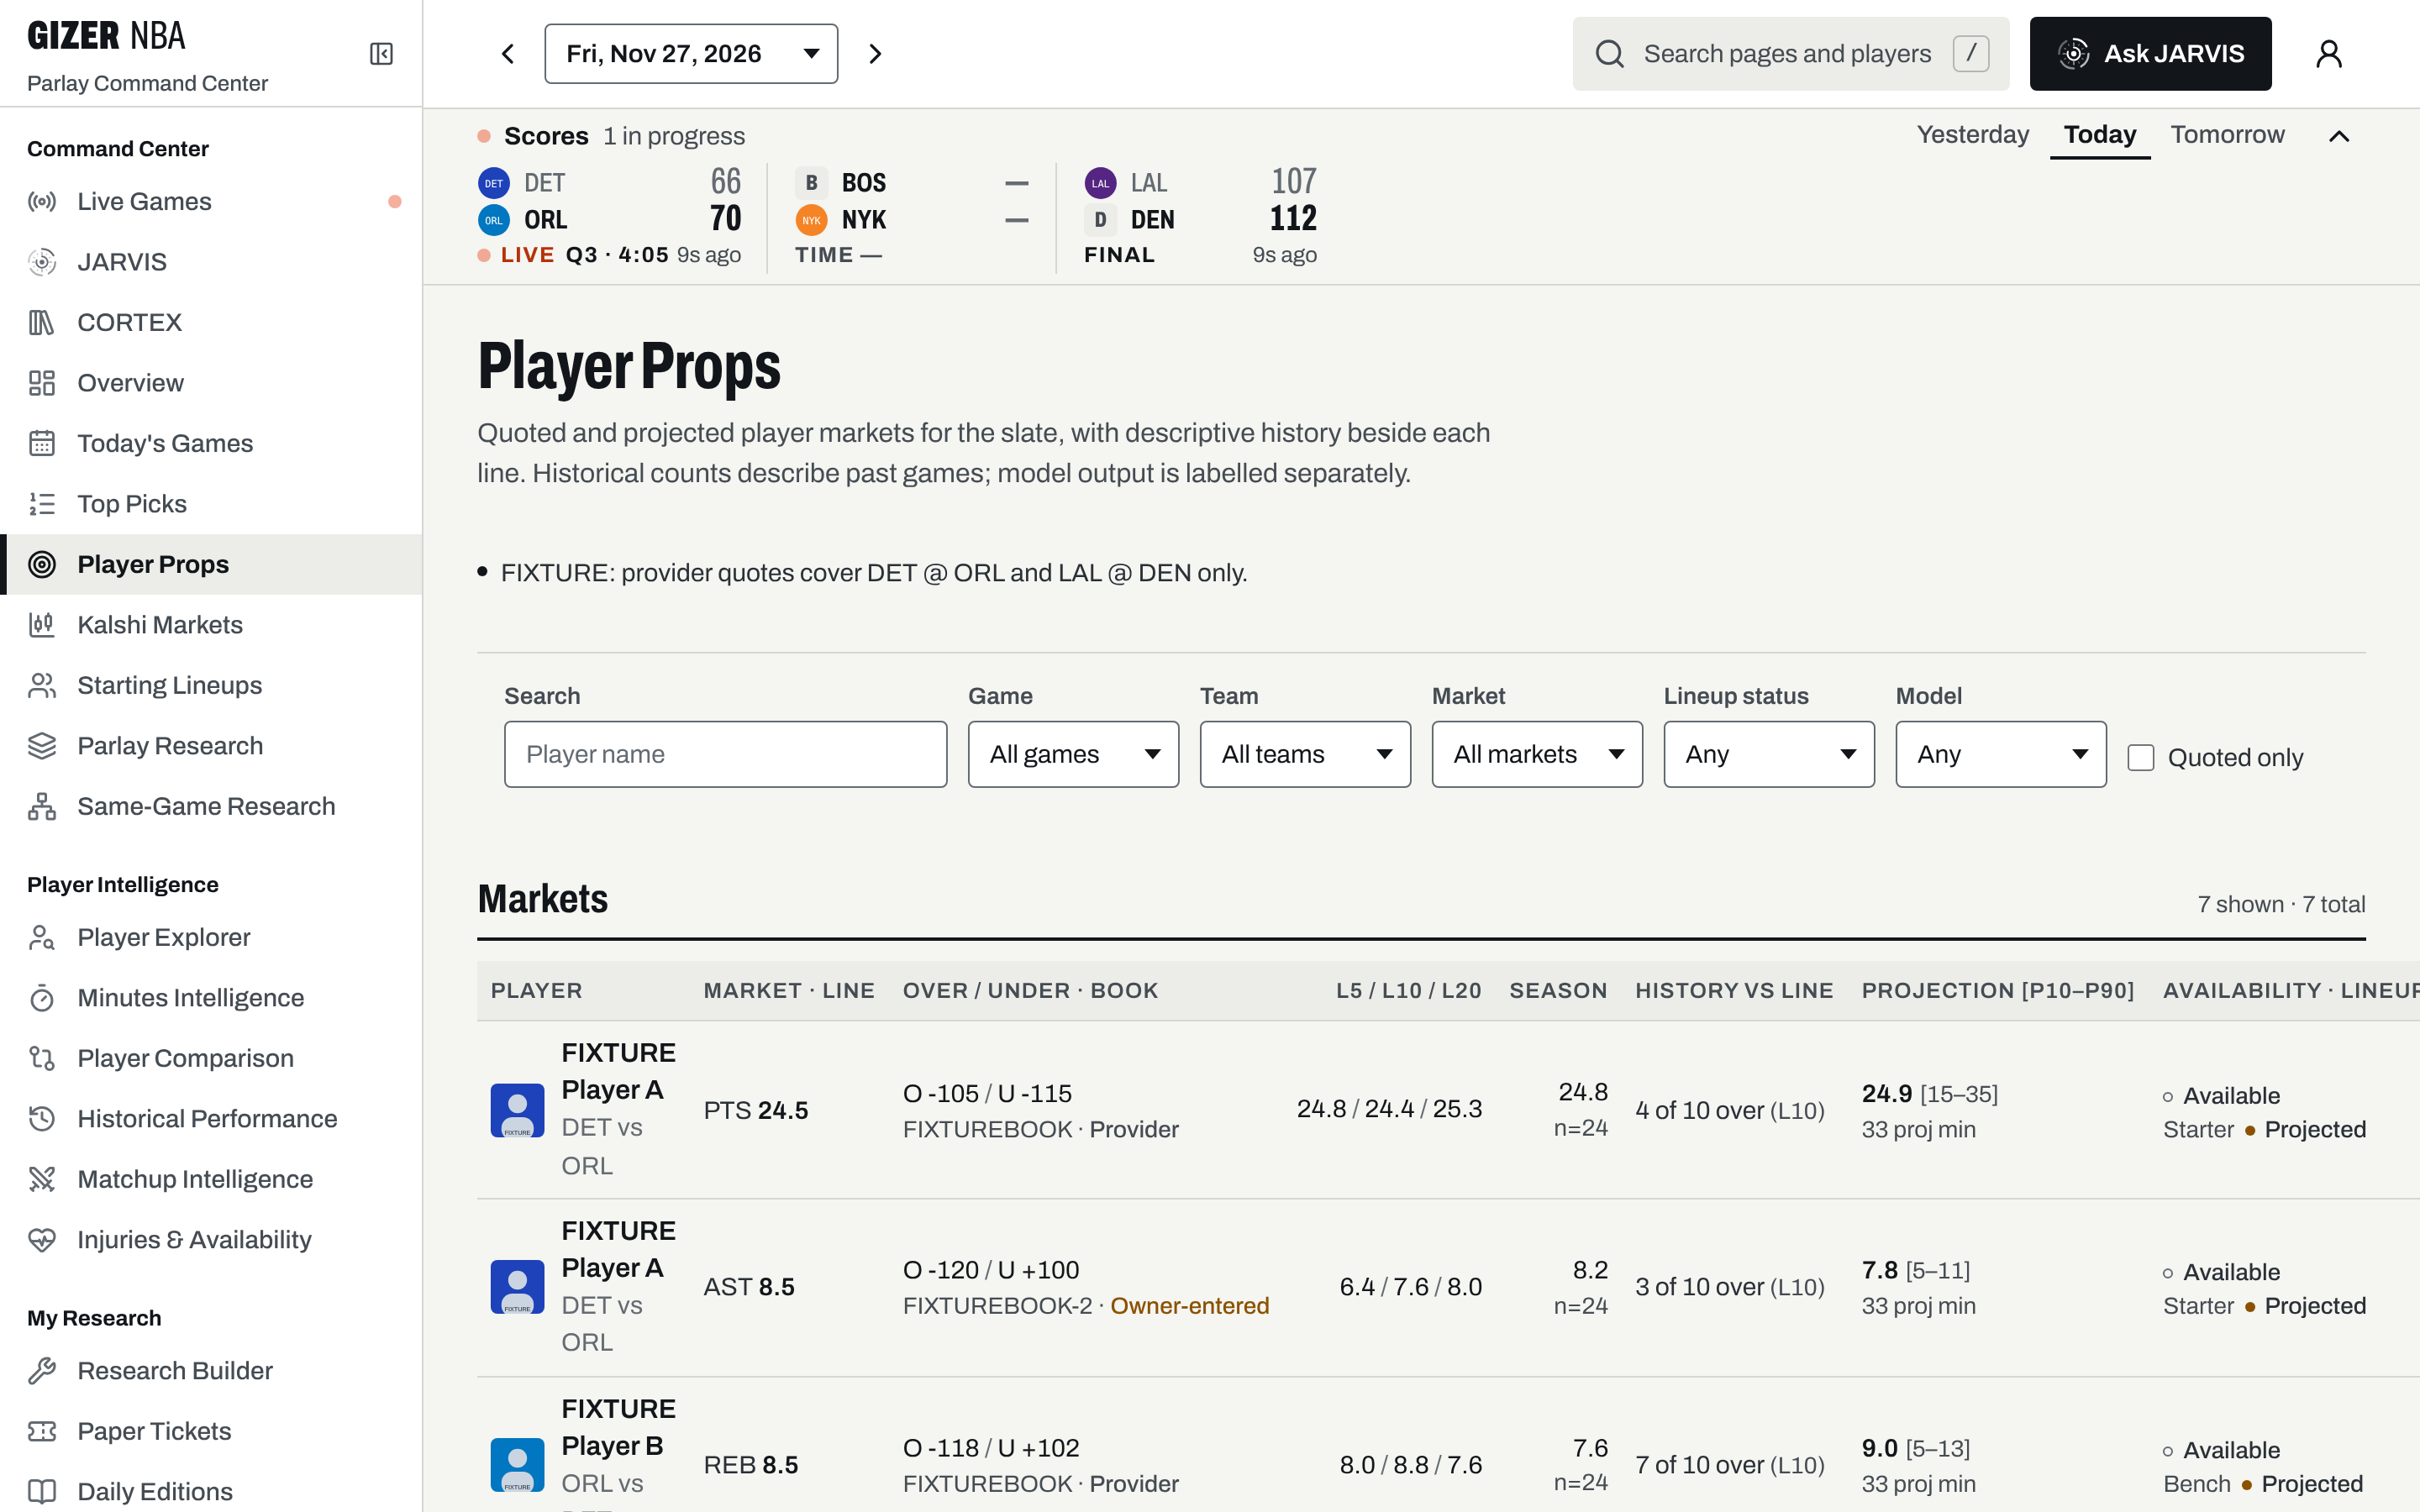 GIZER NBA
Parlay Command Center
Fri, Nov 27, 2026
Search pages and players
/
Ask JARVIS
Command Center
Live Games
JARVIS
CORTEX
Overview
Today's Games
Top Picks
Player Props
Kalshi Markets
Starting Lineups
Parlay Research
Same-Game Research
Player Intelligence
Player Explorer
Minutes Intelligence
Player Comparison
Historical Performance
Matchup Intelligence
Injuries & Availability
My Research
Research Builder
Paper Tickets
Daily Editions
Scores 1 in progress
Yesterday
Today
Tomorrow
DET DET 66
ORL ORL 70
LIVE Q3 · 4:05 9s ago
B BOS —
NYK NYK —
TIME —
LAL LAL 107
D DEN 112
FINAL 9s ago
Player Props
Quoted and projected player markets for the slate, with descriptive history beside each
line. Historical counts describe past games; model output is labelled separately.
• FIXTURE: provider quotes cover DET @ ORL and LAL @ DEN only.
Search
Player name
Game
All games
Team
All teams
Market
All markets
Lineup status
Any
Model
Any
Quoted only
Markets
7 shown · 7 total
PLAYER MARKET · LINE OVER / UNDER · BOOK L5 / L10 / L20 SEASON HISTORY VS LINE PROJECTION [P10–P90] AVAILABILITY · LINEUP
FIXTURE
FIXTURE
Player A
DET vs
ORL
PTS 24.5
O -105 / U -115
FIXTUREBOOK · Provider
24.8 / 24.4 / 25.3
24.8
n=24
4 of 10 over (L10)
24.9 [15–35]
33 proj min
Available
Starter • Projected
FIXTURE
FIXTURE
Player A
DET vs
ORL
AST 8.5
O -120 / U +100
FIXTUREBOOK-2 · Owner-entered
6.4 / 7.6 / 8.0
8.2
n=24
3 of 10 over (L10)
7.8 [5–11]
33 proj min
Available
Starter • Projected
FIXTURE
FIXTURE
Player B
ORL vs
REB 8.5
O -118 / U +102
FIXTUREBOOK · Provider
8.0 / 8.8 / 7.6
7.6
n=24
7 of 10 over (L10)
9.0 [5–13]
33 proj min
Available
Bench • Projected